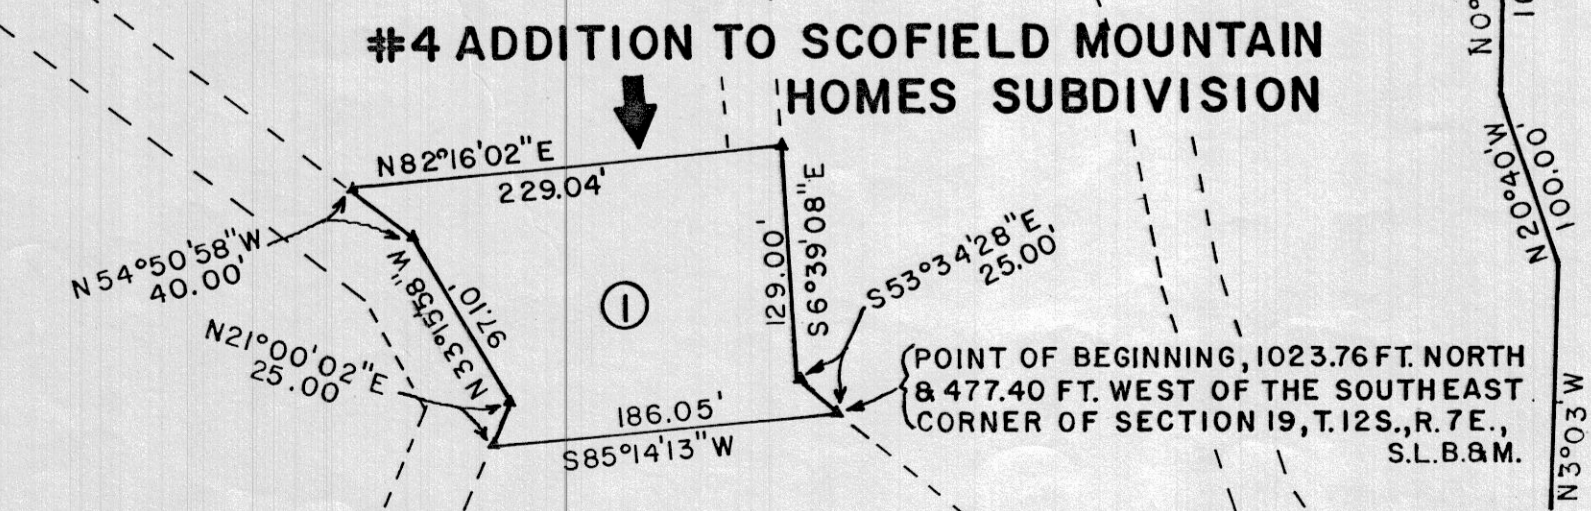 #4 ADDITION TO SCOFIELD MOUNTAIN
HOMES SUBDIVISION
N82°16'02"E
229.04'
N54°50'58"W
40.00'
N33°15'58"W
97.10'
N21°00'02"E
25.00
1
129.00'
S6°39'08"E
S53°34'28"E
25.00'
186.05'
S85°14'13"W
POINT OF BEGINNING, 1023.76 FT. NORTH
& 477.40 FT. WEST OF THE SOUTHEAST
CORNER OF SECTION 19, T.12S., R.7E.,
S.L.B.&M.
N20°40'W
100.00'
N3°03'W